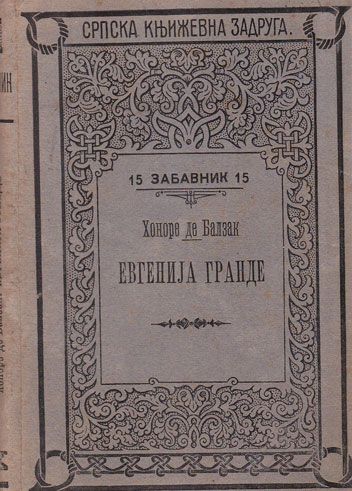 СРПСКА КЊИЖЕВНА ЗАДРУГА.
15 ЗАБАВНИК 15
Хоноре де Балзак
ЕВГЕНИЈА ГРАНДЕ